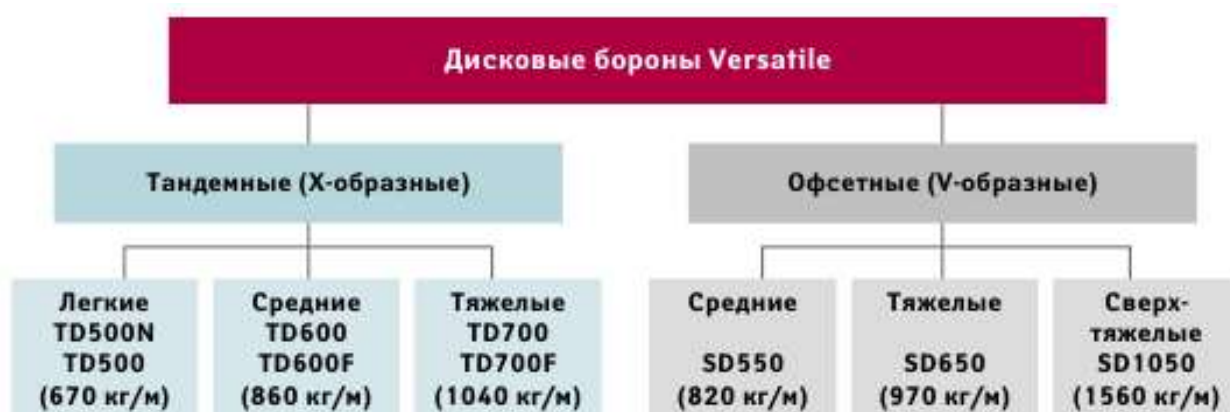 Дисковые бороны Versatile
Тандемные (X-образные)
Офсетные (V-образные)
Легкие
TD500N
TD500
(670 кг/м)
Средние
TD600
TD600F
(860 кг/м)
Тяжелые
TD700
TD700F
(1040 кг/м)
Средние
SD550
(820 кг/м)
Тяжелые
SD650
(970 кг/м)
Сверх-
тяжелые
SD1050
(1560 кг/м)